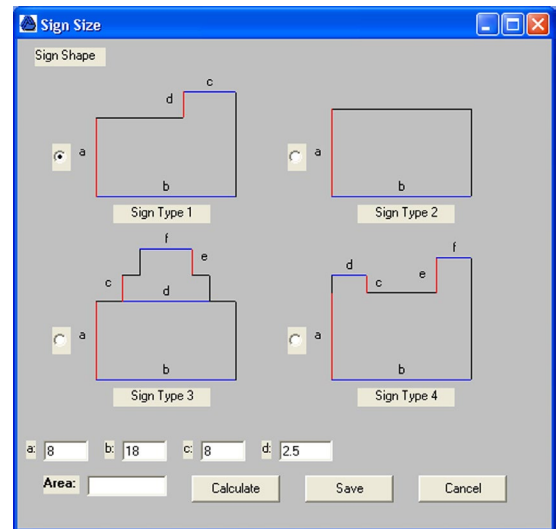 Sign Size
Sign Shape
c
d
a
b
Sign Type 1
a
b
Sign Type 2
f
e
c
d
a
b
Sign Type 3
f
d
e
c
a
b
Sign Type 4
a: 8 b: 18 c: 8 d: 2.5
Area: Calculate Save Cancel